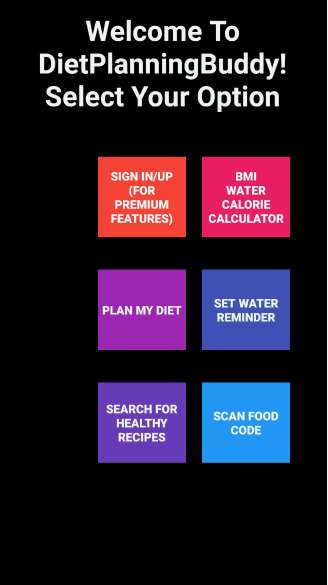 Welcome To
DietPlanningBuddy!
Select Your Option
SIGN IN/UP
(FOR
PREMIUM
FEATURES)
BMI
WATER
CALORIE
CALCULATOR
PLAN MY DIET
SET WATER
REMINDER
SEARCH FOR
HEALTHY
RECIPES
SCAN FOOD
CODE